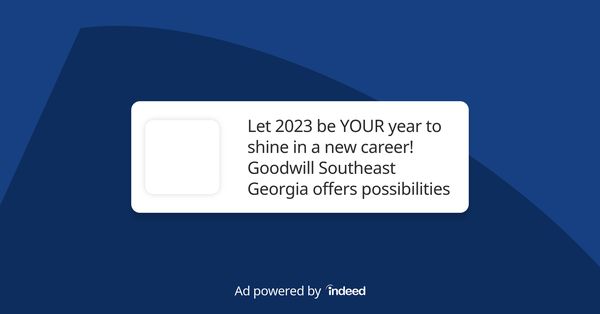 Let 2023 be YOUR year to
shine in a new career!
Goodwill Southeast
Georgia offers possibilities
Ad powered by indeed